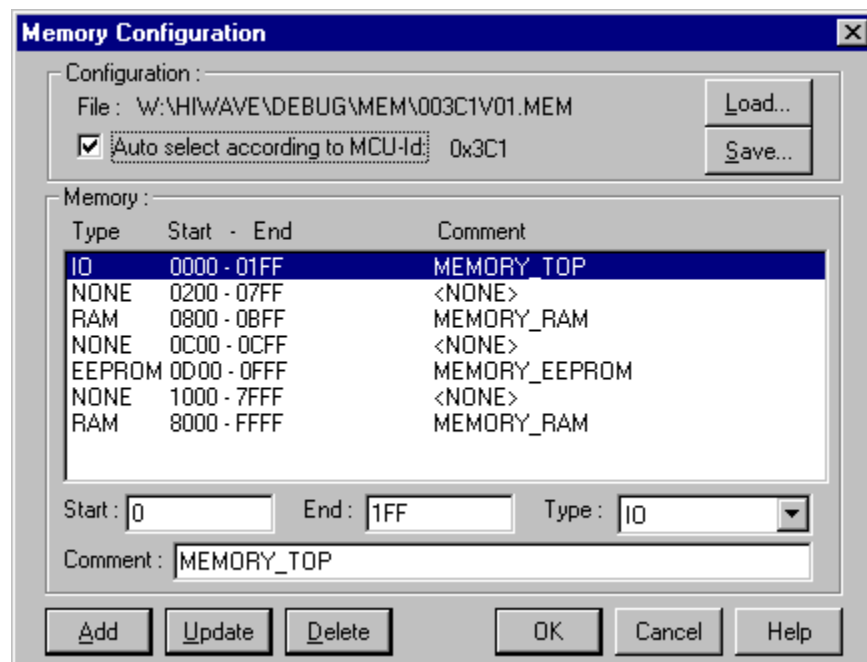 Memory Configuration
Configuration :
File : W:\HIWAVE\DEBUG\MEM\003C1V01.MEM
Load...
Auto select according to MCU-Id: 0x3C1
Save...
Memory :
Type Start - End Comment
IO 0000 - 01FF MEMORY_TOP
NONE 0200 - 07FF <NONE>
RAM 0800 - 0BFF MEMORY_RAM
NONE 0C00 - 0CFF <NONE>
EEPROM 0D00 - 0FFF MEMORY_EEPROM
NONE 1000 - 7FFF <NONE>
RAM 8000 - FFFF MEMORY_RAM
Start : 0 End : 1FF Type : IO
Comment : MEMORY_TOP
Add Update Delete OK Cancel Help